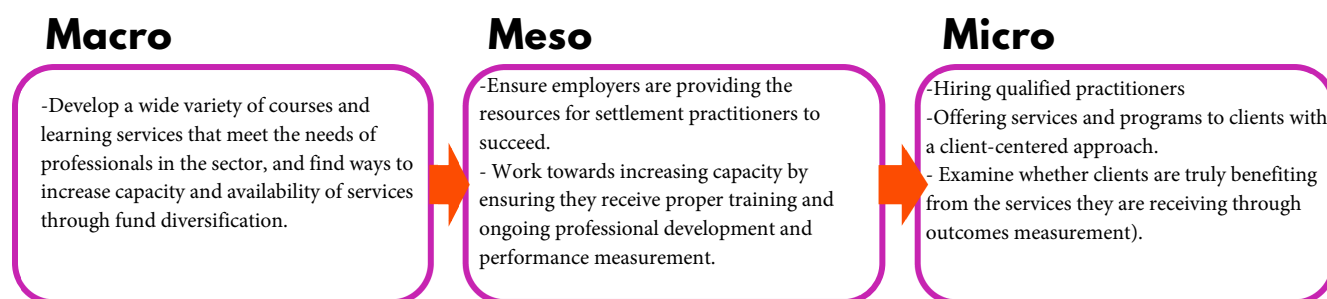 Macro
-Develop a wide variety of courses and
learning services that meet the needs of
professionals in the sector, and find ways to
increase capacity and availability of services
through fund diversification.
Meso
-Ensure employers are providing the
resources for settlement practitioners to
succeed.
- Work towards increasing capacity by
ensuring they receive proper training and
ongoing professional development and
performance measurement.
Micro
-Hiring qualified practitioners
-Offering services and programs to clients with
a client-centered approach.
- Examine whether clients are truly benefiting
from the services they are receiving through
outcomes measurement).